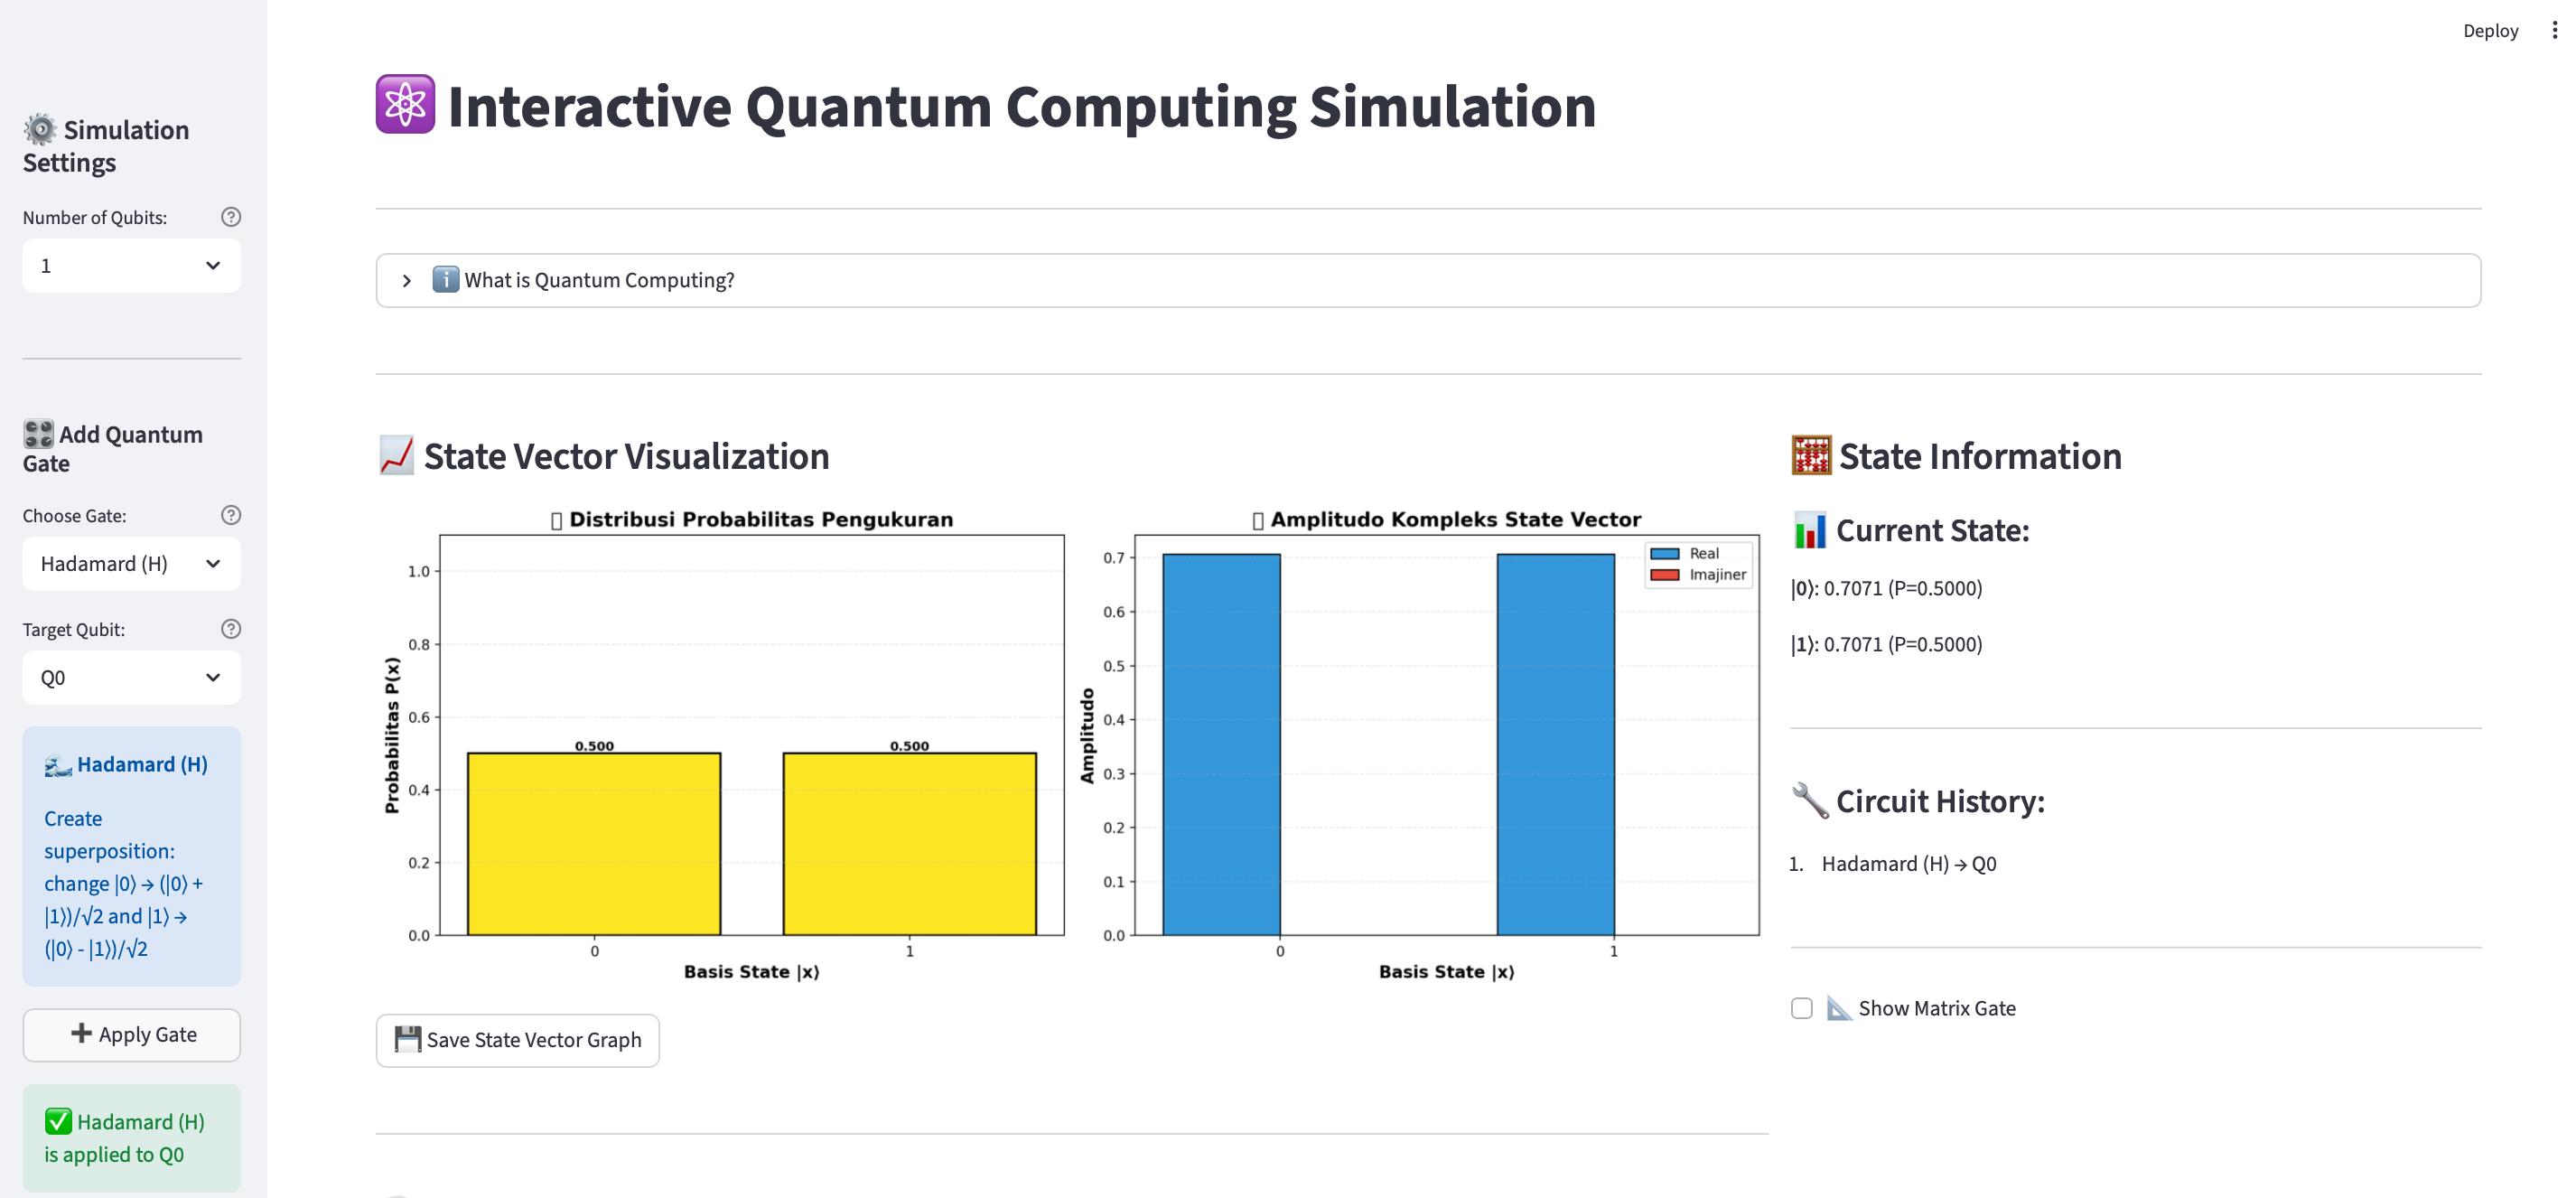 Deploy
Simulation
Settings
Number of Qubits:
1
Add Quantum
Gate
Choose Gate:
Hadamard (H)
Target Qubit:
Q0
Hadamard (H)
Create
superposition:
change |0⟩ → (|0⟩ +
|1⟩)/√2 and |1⟩ →
(|0⟩ - |1⟩)/√2
Apply Gate
Hadamard (H)
is applied to Q0
Interactive Quantum Computing Simulation
What is Quantum Computing?
State Vector Visualization
Distribusi Probabilitas Pengukuran
Probabilitas P(x)
1.0
0.8
0.6
0.4
0.2
0.0
0.500
0.500
0
1
Basis State |x⟩
Amplitudo Kompleks State Vector
Amplitudo
0.7
0.6
0.5
0.4
0.3
0.2
0.1
0.0
Real
Imajiner
0
1
Basis State |x⟩
Save State Vector Graph
State Information
Current State:
|0⟩: 0.7071 (P=0.5000)
|1⟩: 0.7071 (P=0.5000)
Circuit History:
1. Hadamard (H) → Q0
Show Matrix Gate